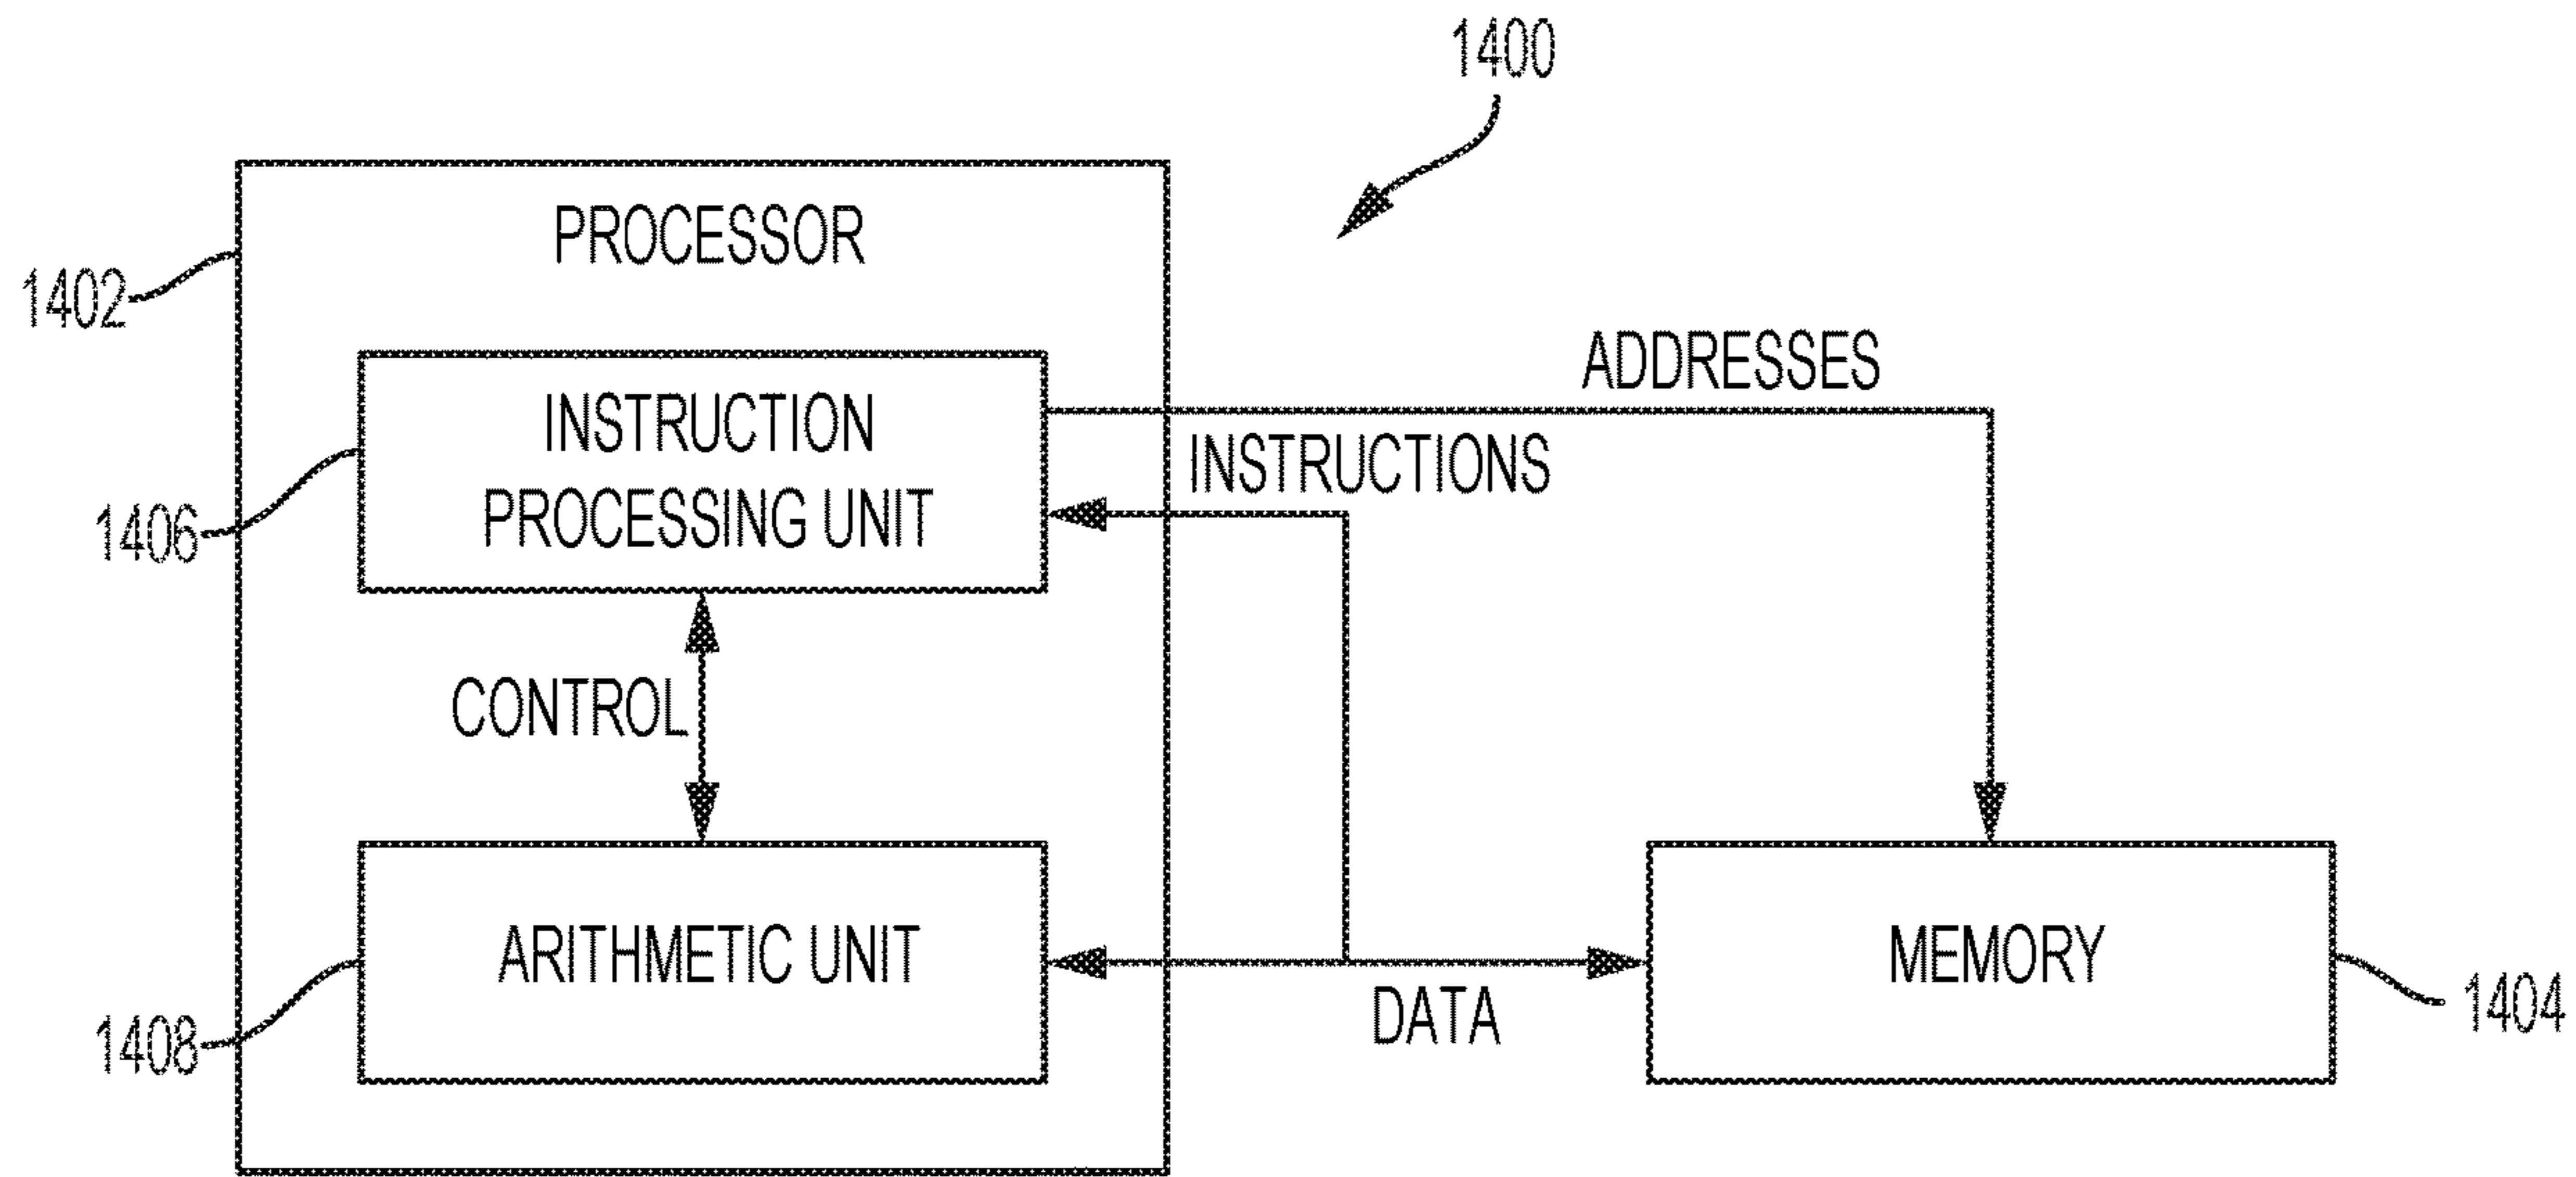 1400
PROCESSOR
1402
ADDRESSES
INSTRUCTION
PROCESSING UNIT
INSTRUCTIONS
1406
CONTROL
ARITHMETIC UNIT
MEMORY
DATA
1408
1404